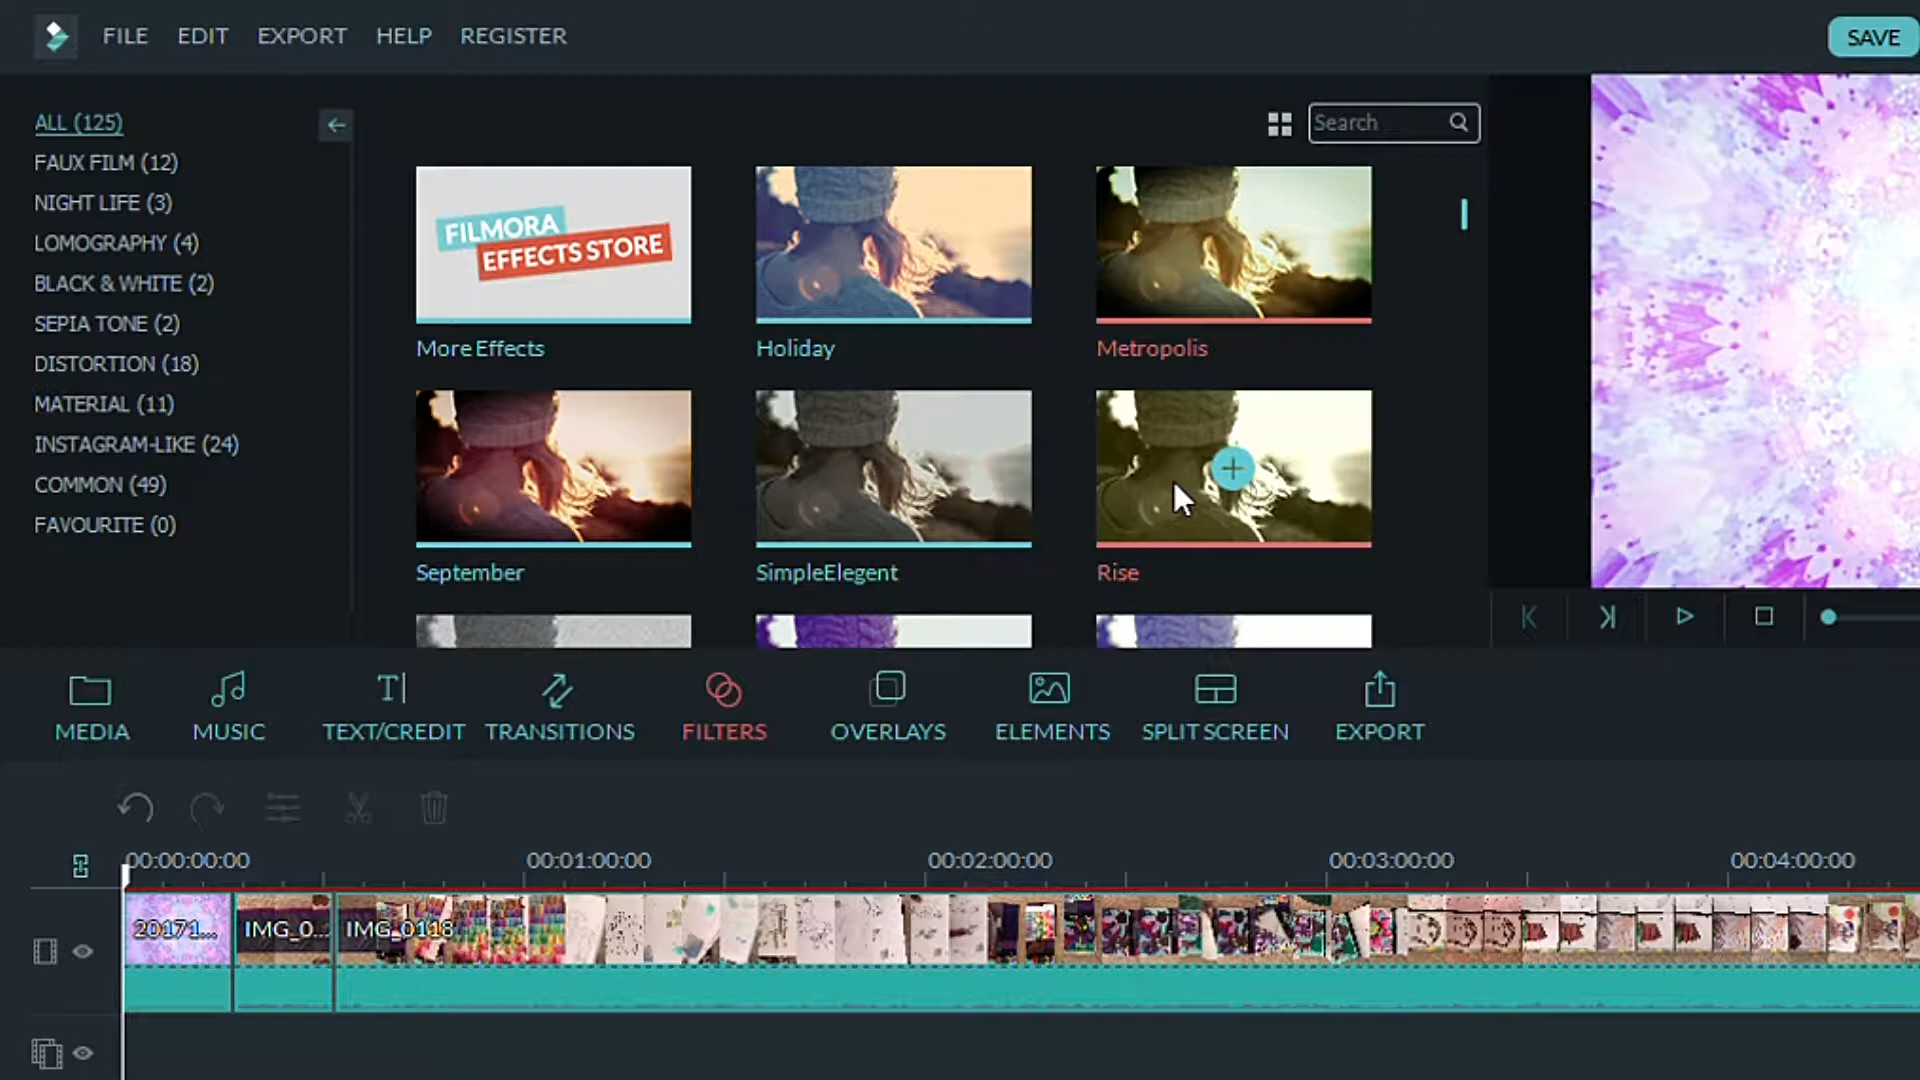 FILE EDIT EXPORT HELP REGISTER
SAVE
ALL (125)
FAUX FILM (12)
NIGHT LIFE (3)
LOMOGRAPHY (4)
BLACK & WHITE (2)
SEPIA TONE (2)
DISTORTION (18)
MATERIAL (11)
INSTAGRAM-LIKE (24)
COMMON (49)
FAVOURITE (0)
Search
FILMORA
EFFECTS STORE
More Effects Holiday Metropolis
September SimpleElegent Rise
MEDIA MUSIC TEXT/CREDIT TRANSITIONS FILTERS OVERLAYS ELEMENTS SPLIT SCREEN EXPORT
00:00:00:00 00:01:00:00 00:02:00:00 00:03:00:00 00:04:00:00
20171... IMG_0... IMG_0118